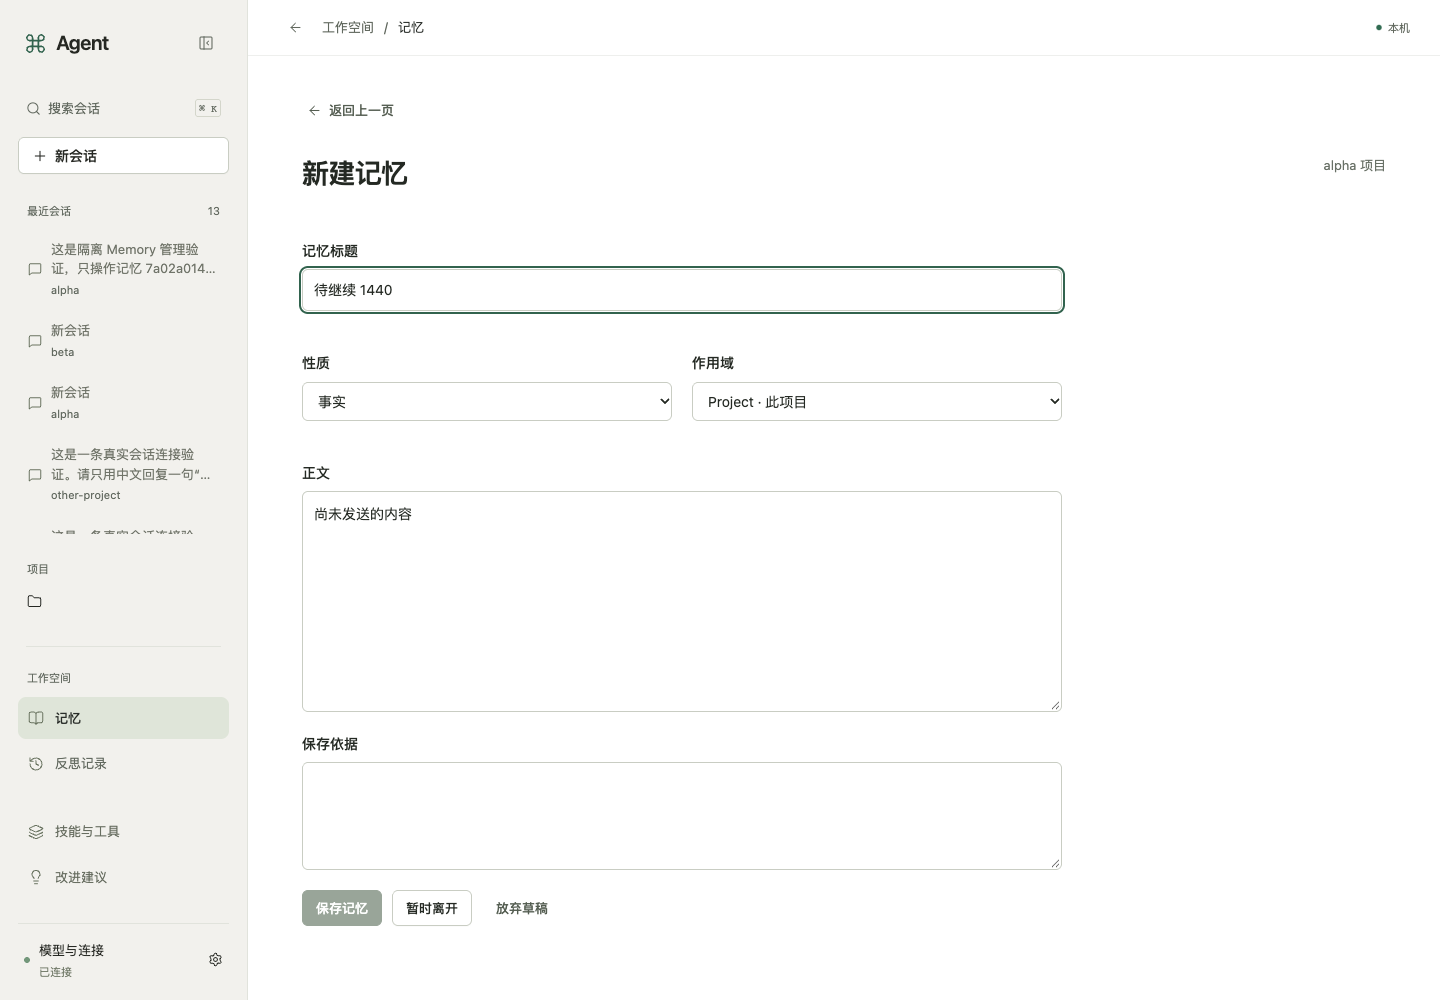 Agent
搜索会话
⌘ K
新会话
最近会话
13
这是隔离 Memory 管理验
证，只操作记忆 7a02a014...
alpha
新会话
beta
新会话
alpha
这是一条真实会话连接验
证。请只用中文回复一句“...
other-project
项目
工作空间
记忆
反思记录
技能与工具
改进建议
模型与连接
已连接
工作空间 / 记忆
本机
返回上一页
新建记忆
alpha 项目
记忆标题
待继续 1440
性质
作用域
事实
Project · 此项目
正文
尚未发送的内容
保存依据
保存记忆
暂时离开
放弃草稿